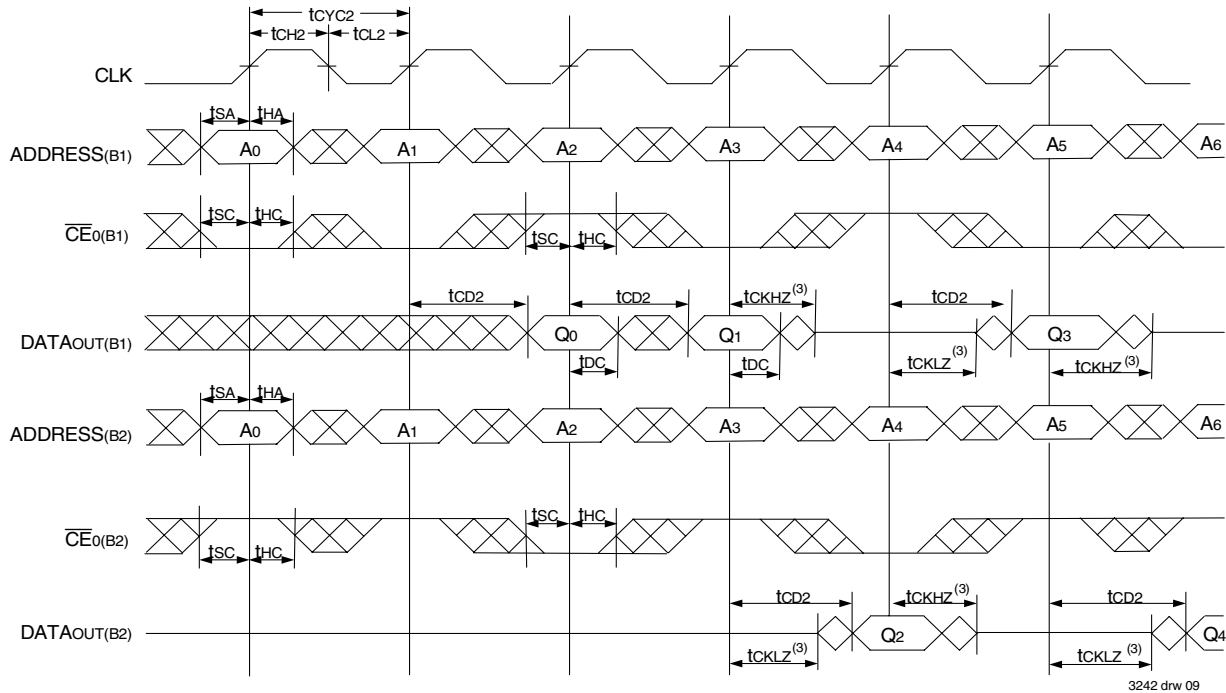 tCYC2
tCH2 tCL2
CLK
tSA tHA
ADDRESS(B1) A0 A1 A2 A3 A4 A5 A6
tSC tHC
CE0(B1)
tSC tHC
tCD2 tCD2 tCKHZ(3) tCD2
DATAOUT(B1) Q0 Q1 Q3
tDC tDC tCKLZ(3) tCKHZ(3)
tSA tHA
ADDRESS(B2) A0 A1 A2 A3 A4 A5 A6
tSC tHC
CE0(B2)
tSC tHC
tCD2 tCKHZ(3) tCD2
DATAOUT(B2) Q2 Q4
tCKLZ(3) tCKLZ(3)
3242 drw 09